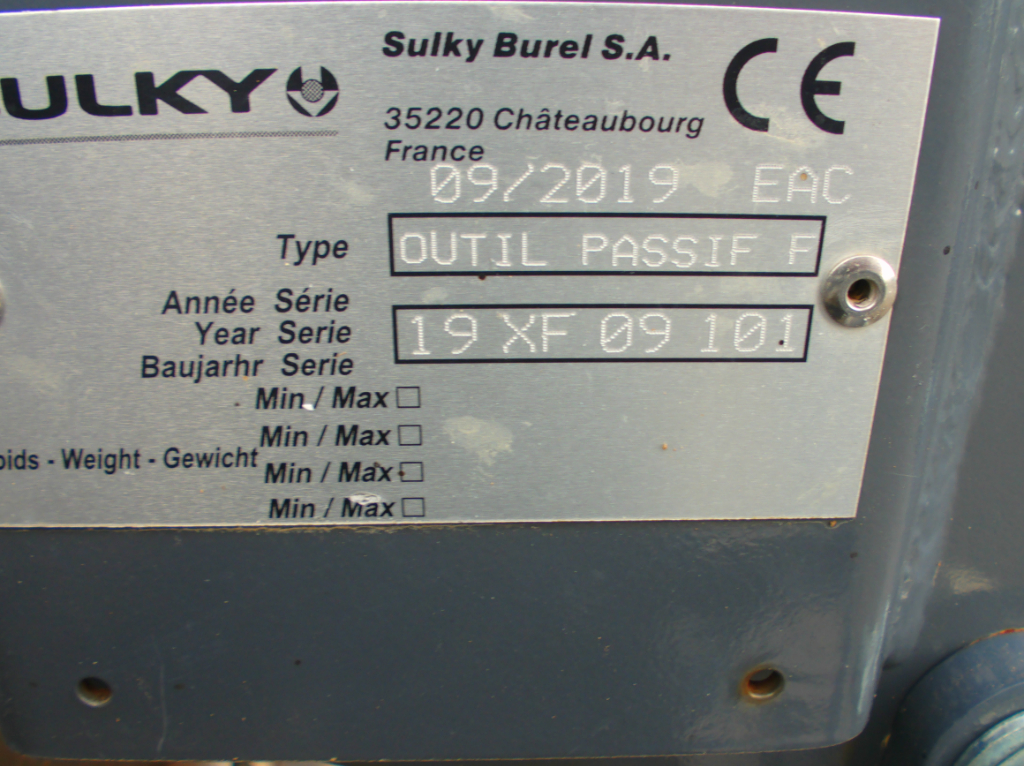 ULKY
Sulky Burel S.A.
CE
35220 Châteaubourg
France
09/2019 EAC
Type OUTIL PASSIF F
Année Série
Year Serie 19 XF 09 101
Baujarhr Serie
Min / Max
Min / Max
oids - Weight - Gewicht Min / Max
Min / Max